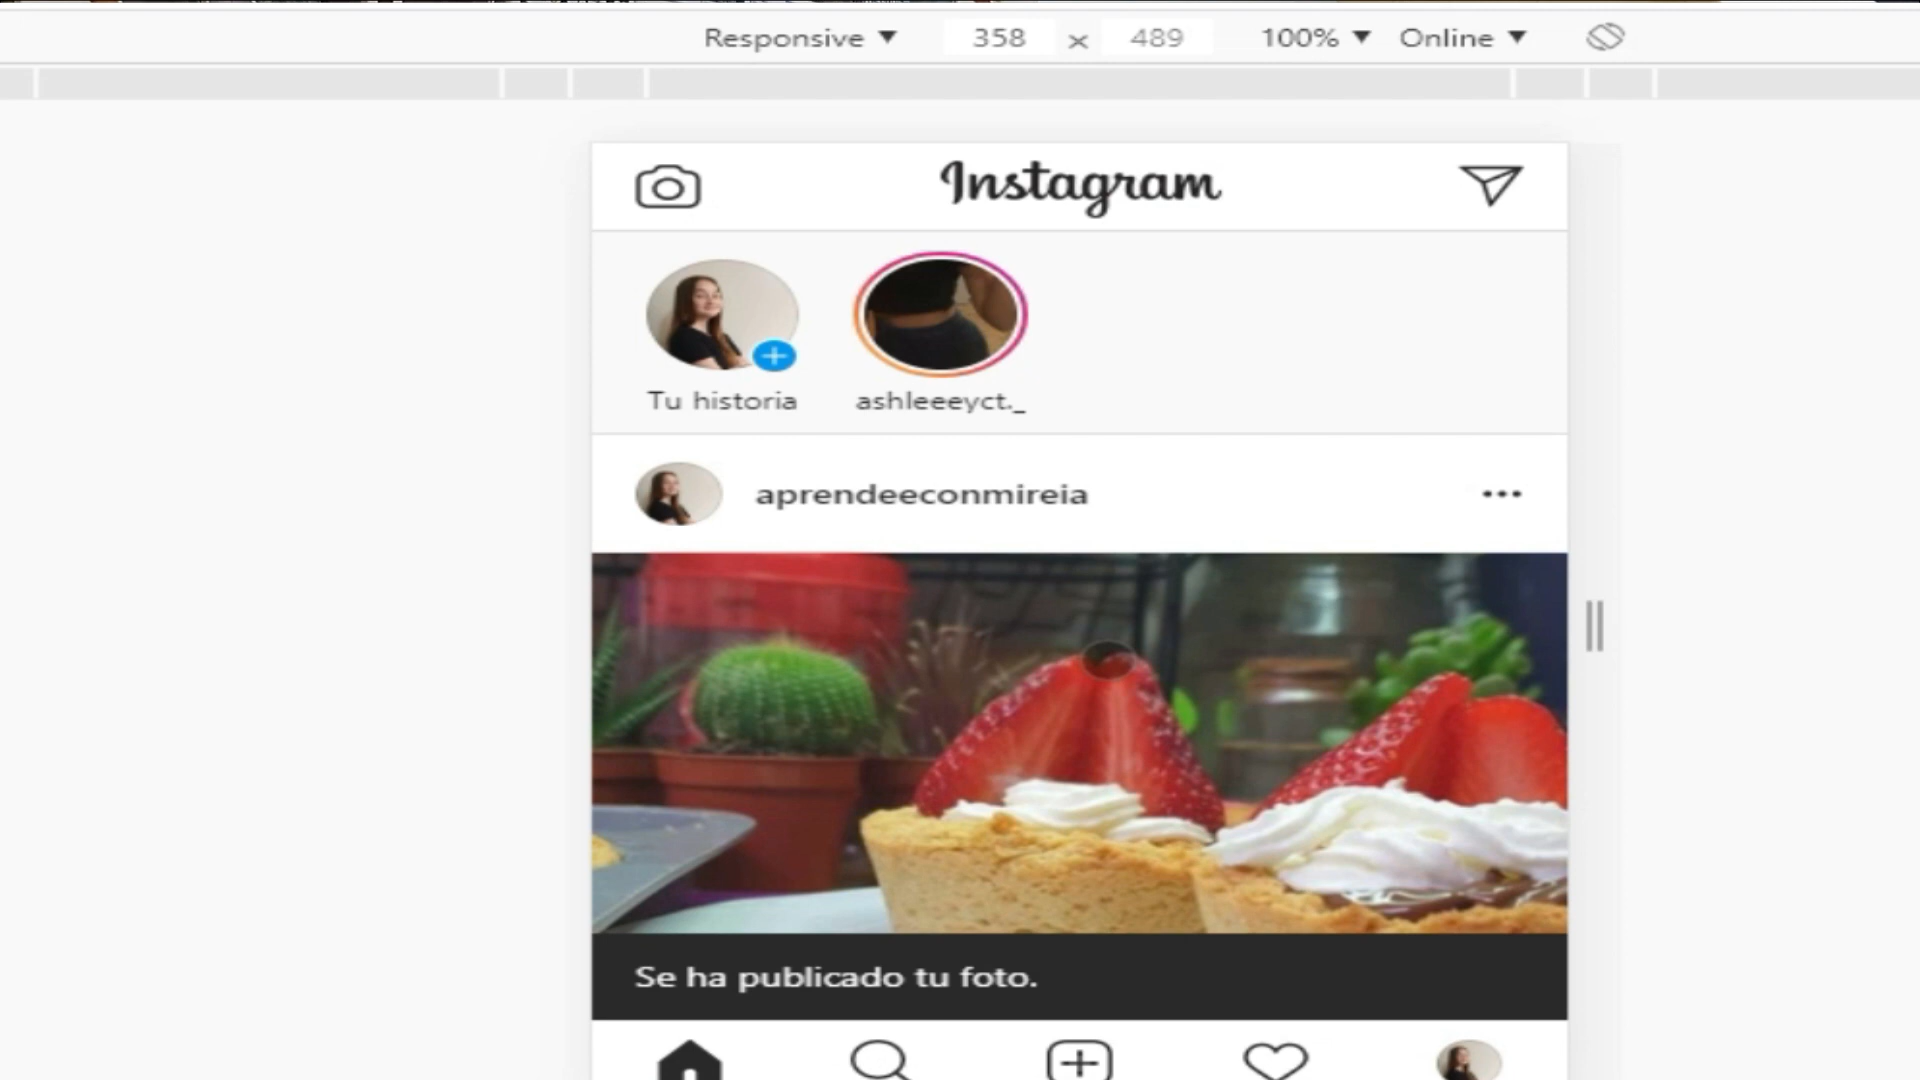 Responsive ▼ 358 x 489 100% ▼ Online ▼
Instagram
Tu historia
ashleeeyct._
aprendeeconmireia
Se ha publicado tu foto.